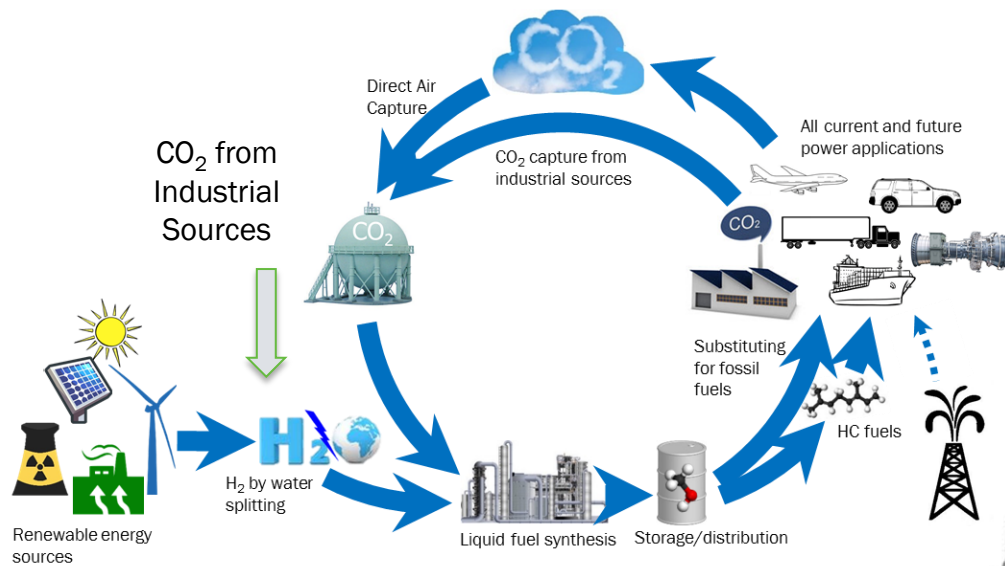 CO2
Direct Air
Capture
CO2 from
Industrial
Sources
CO2 capture from
industrial sources
All current and future
power applications
CO2
CO2
Substituting
for fossil
fuels
HC fuels
H2O
H2 by water
splitting
Renewable energy
sources
Liquid fuel synthesis
Storage/distribution